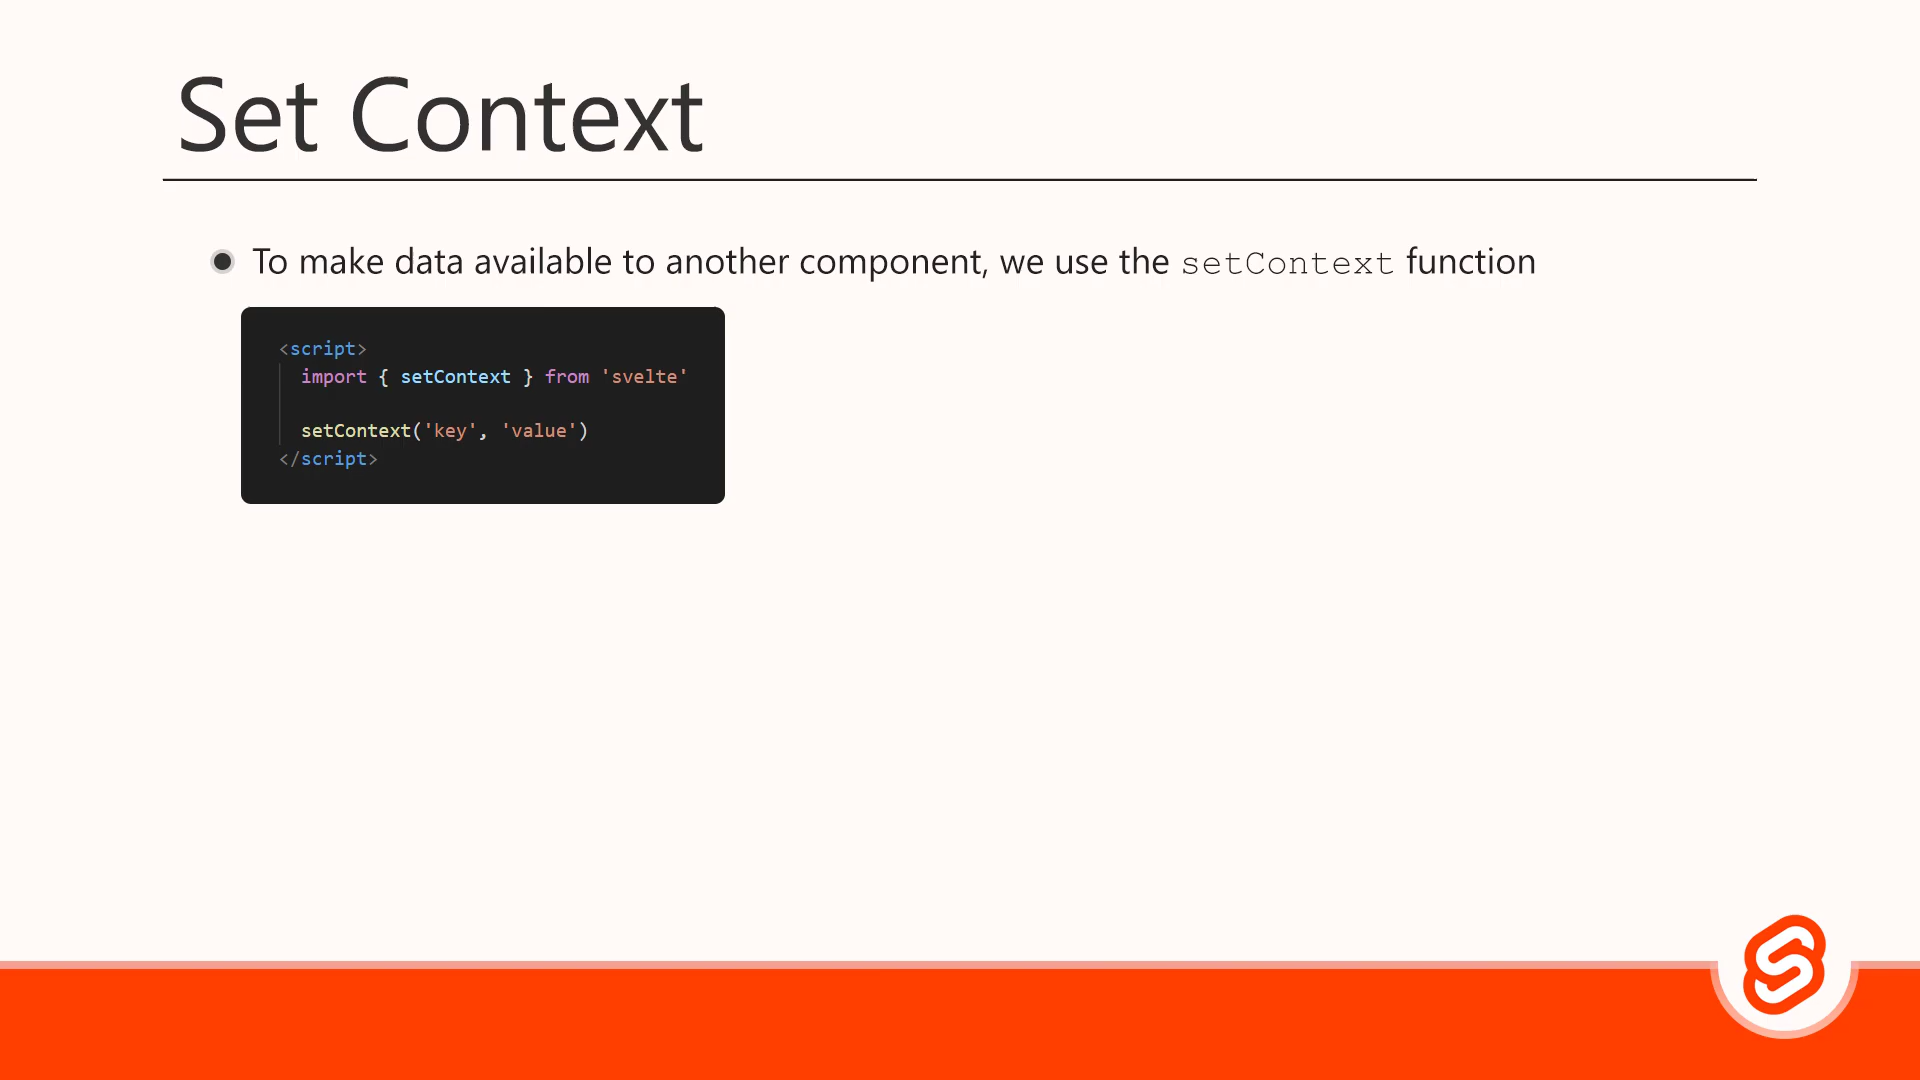 Set Context
To make data available to another component, we use the setContext function
<script>
import { setContext } from 'svelte'
setContext('key', 'value')
</script>